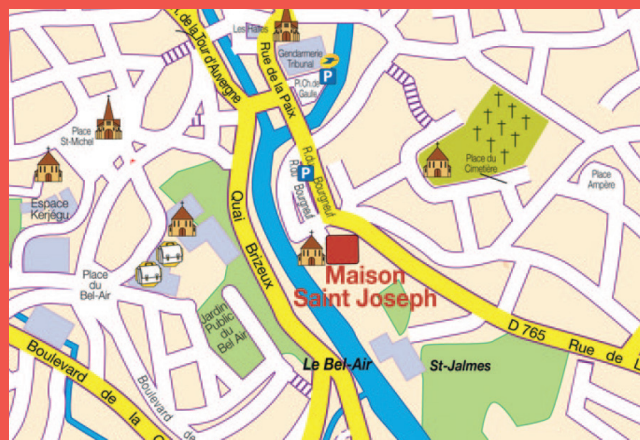 de la Tour d'Auvergne
Les Halles
Rue de la Paix
Gendarmerie
Tribunal
P
Pl. Ch. de
Gaulle
Place
St-Michel
Espace
Kerjégu
Place
du
Bel-Air
Quai Brizeux
P
R. du Bourgneuf
R. du
Bourgneuf
Place du
Cimetière
Place
Ampère
Maison
Saint Joseph
Jardin
Public
du
Bel Air
D 765 Rue de
Le Bel-Air
St-Jalmes
Boulevard de la
Boulevard de